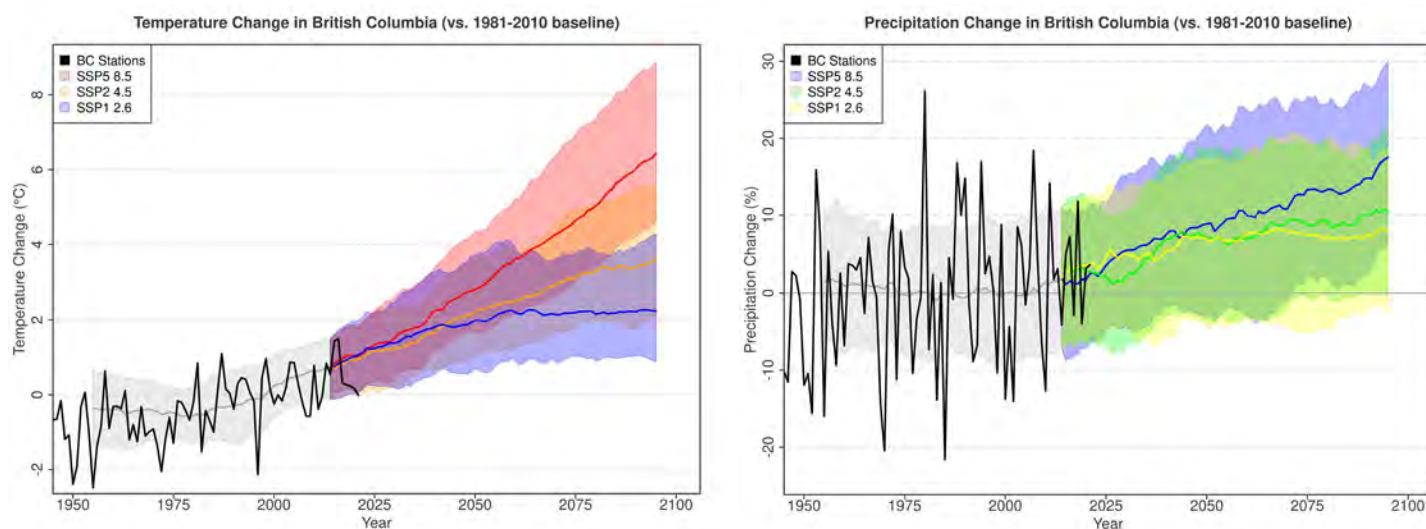 Temperature Change in British Columbia (vs. 1981-2010 baseline)
BC Stations
SSP5 8.5
SSP2 4.5
SSP1 2.6
Temperature Change (°C)
8
6
4
2
0
-2
1950 1975 2000 2025 2050 2075 2100
Year
Precipitation Change in British Columbia (vs. 1981-2010 baseline)
BC Stations
SSP5 8.5
SSP2 4.5
SSP1 2.6
Precipitation Change (%)
30
20
10
0
-10
-20
1950 1975 2000 2025 2050 2075 2100
Year